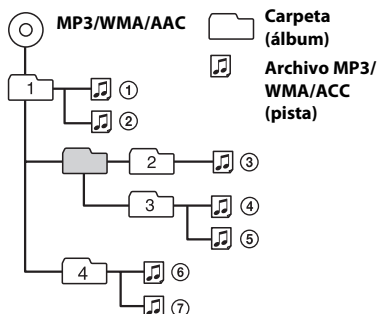 MP3/WMA/AAC
Carpeta
(álbum)
Archivo MP3/
WMA/ACC
(pista)
1
①
②
2
③
3
④
⑤
4
⑥
⑦